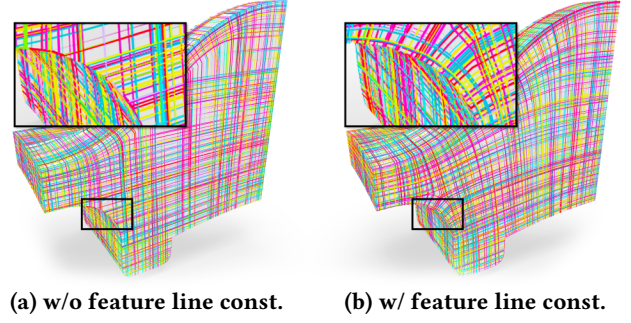 (a) w/o feature line const.
(b) w/ feature line const.